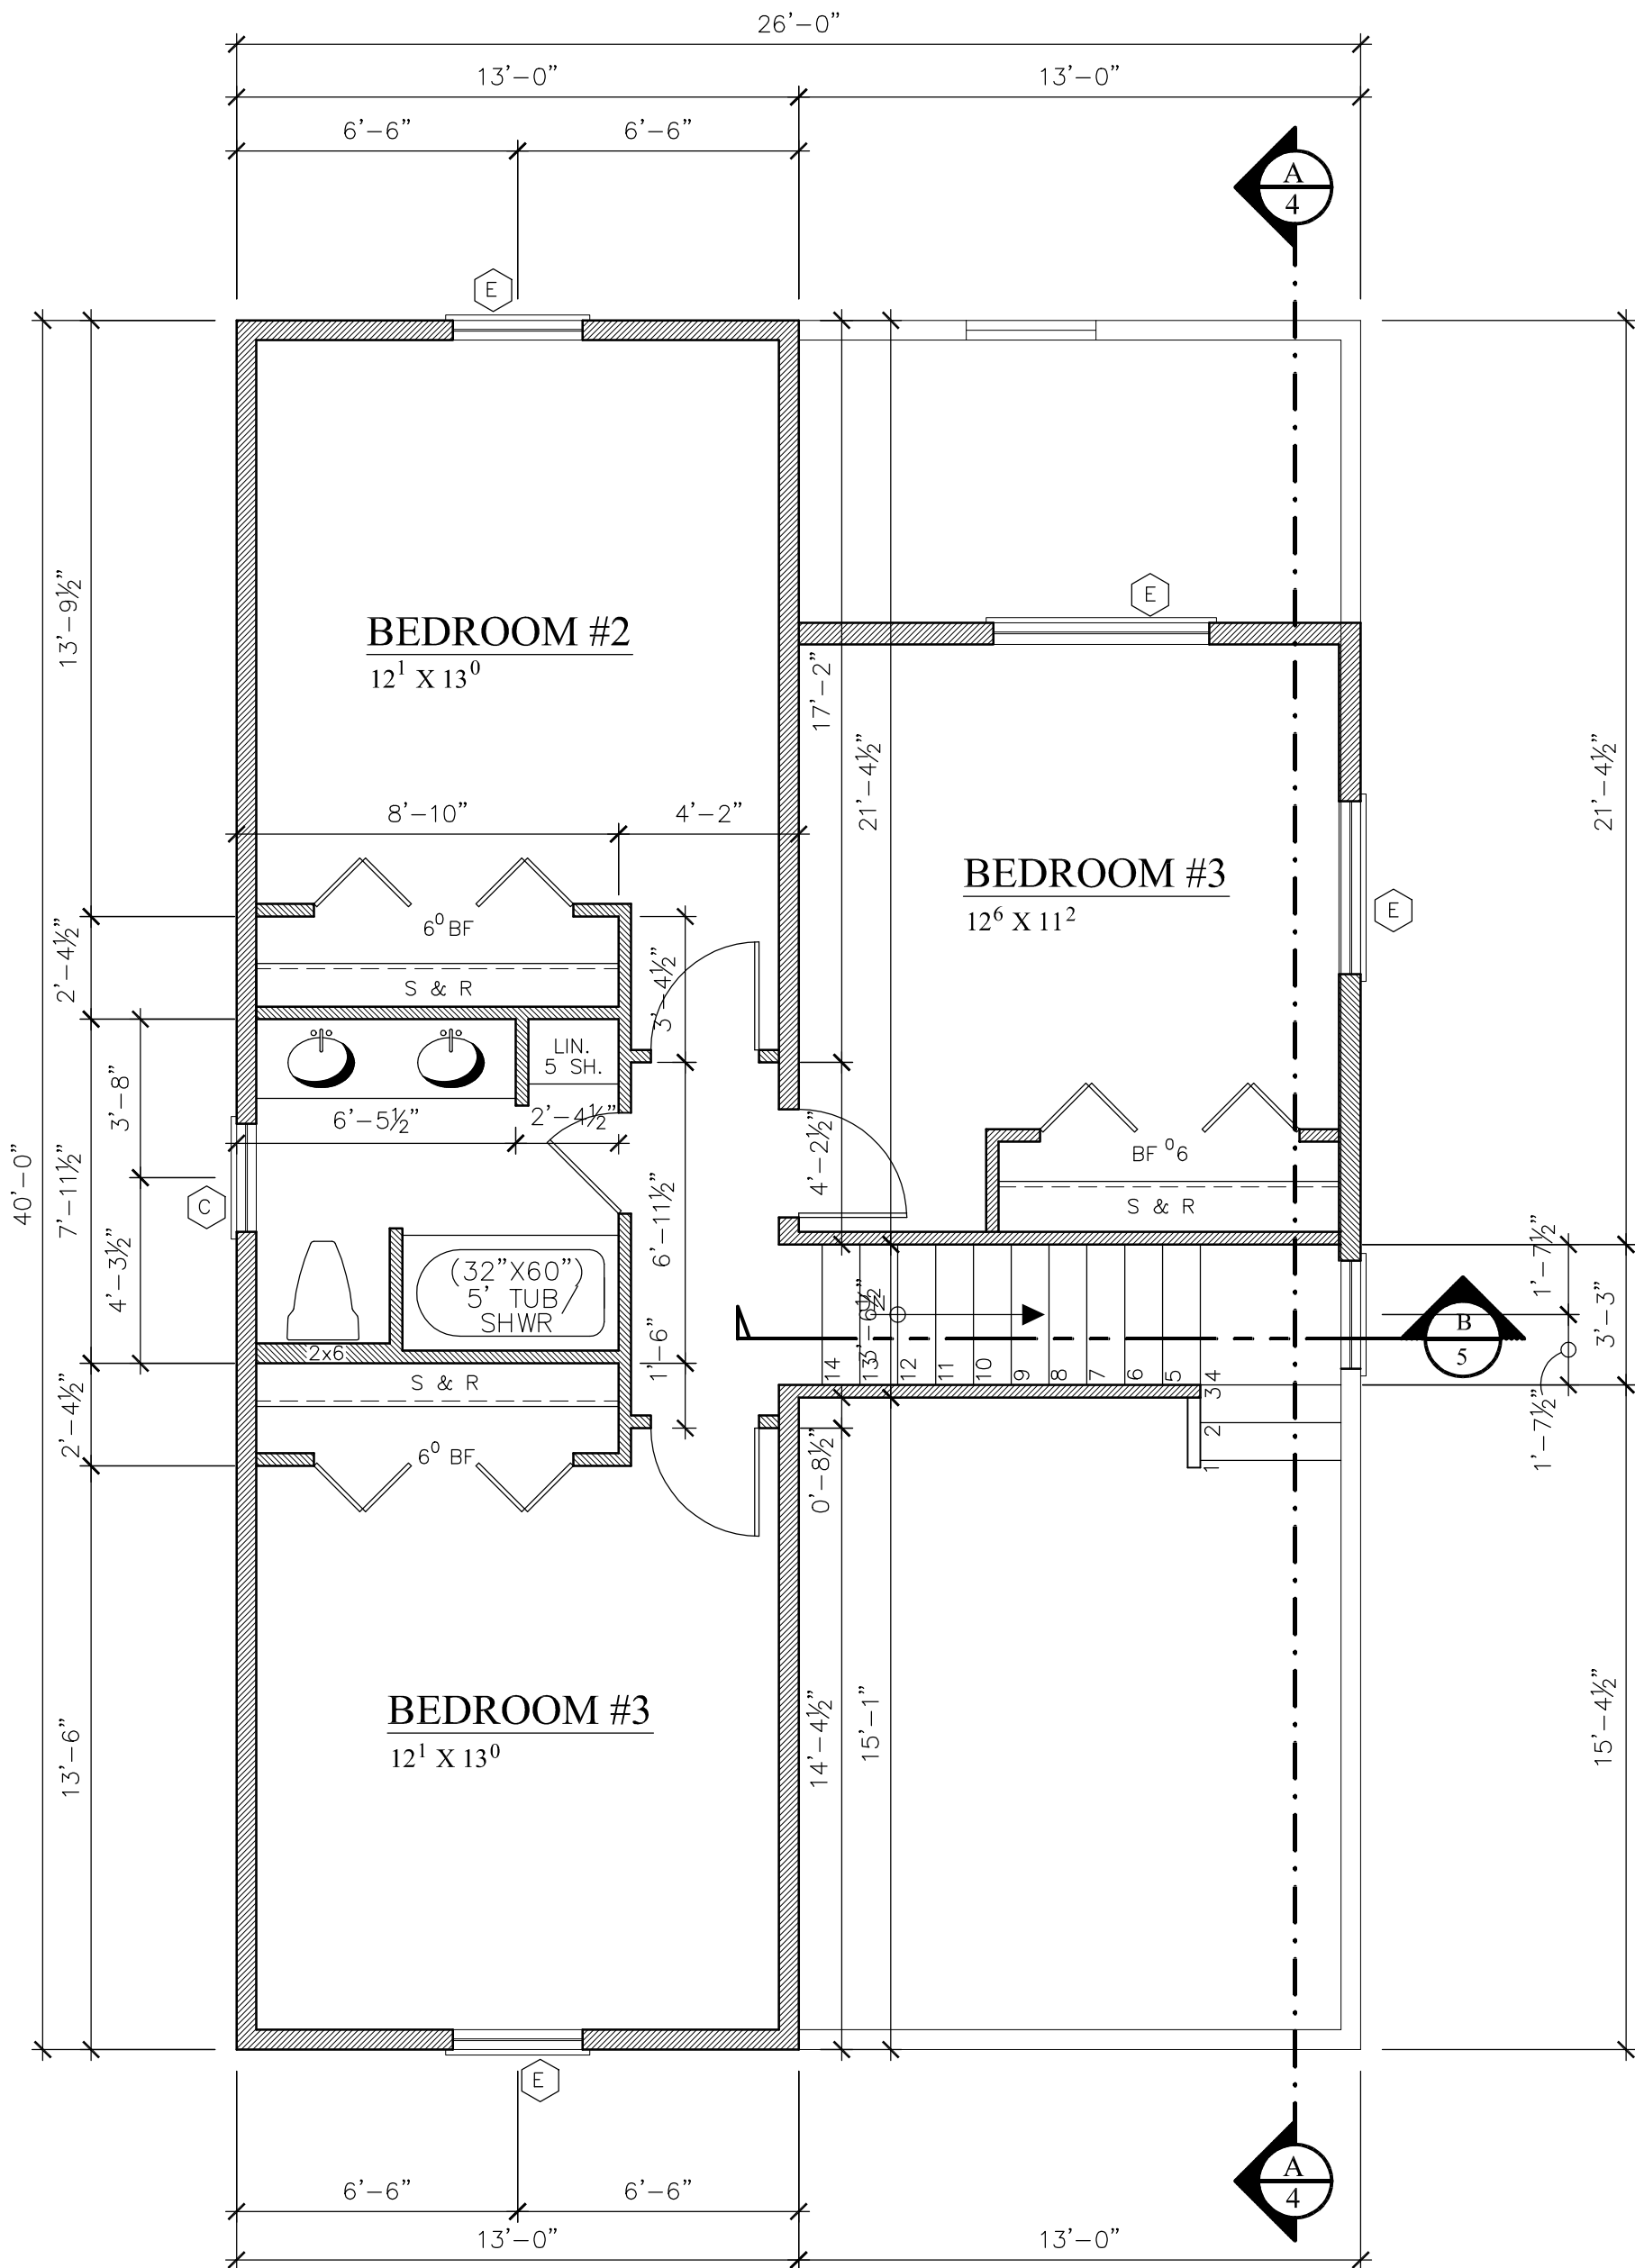 26'-0"
13'-0" 13'-0"
6'-6" 6'-6"
A
4
E
13'-9½"
BEDROOM #2
12¹ X 13⁰
E
17'-2"
21'-4½"
21'-4½"
8'-10" 4'-2"
BEDROOM #3
12⁶ X 11²
E
6⁰ BF
2'-4½"
S & R
3'-4½"
LIN.
5 SH.
3'-8"
6'-5½" 2'-4½"
4'-2½"
BF ⁰6
S & R
40'-0"
7'-11½"
C
6'-11½"
4'-3½"
(32"X60")
5' TUB/
SHWR
2x6
1'-7½"
3'-3"
3'-6½"
B
5
14 13 12 11 10 9 8 7 6 5 4
3
2
1
1'-6"
S & R
2'-4½"
6⁰ BF
0'-8½"
1'-7½"
BEDROOM #3
12¹ X 13⁰
13'-6"
14'-4½"
15'-1"
15'-4½"
E
A
4
6'-6" 6'-6"
13'-0" 13'-0"